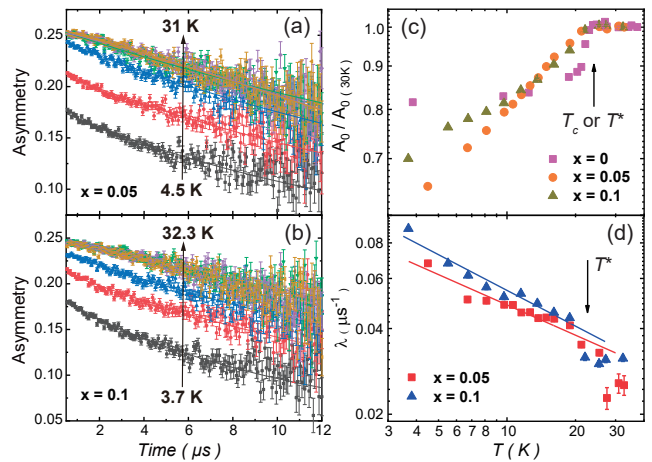 (a)
31 K
0.25
0.20
0.15
0.10
Asymmetry
x = 0.05
4.5 K
(b)
32.3 K
0.25
0.20
0.15
0.10
0.05
Asymmetry
x = 0.1
3.7 K
2 4 6 8 10 12
Time ( μs )
(c)
1.0
0.9
0.8
0.7
A₀ / A₀ (30K)
T_c or T*
x = 0
x = 0.05
x = 0.1
(d)
0.08
0.06
0.04
0.02
λ ( μs⁻¹ )
T*
x = 0.05
x = 0.1
3 4 5 6 7 8 10 20 30 40
T ( K )